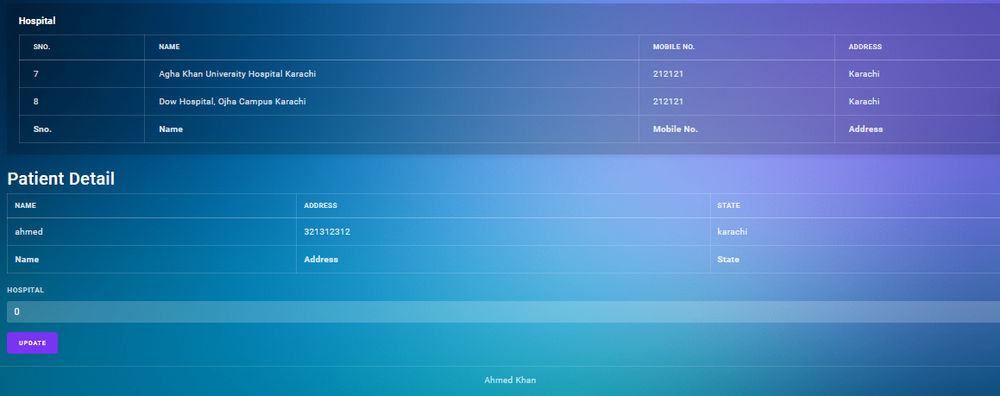 Hospital
SNO. NAME MOBILE NO. ADDRESS
7 Agha Khan University Hospital Karachi 212121 Karachi
8 Dow Hospital, Ojha Campus Karachi 212121 Karachi
Sno. Name Mobile No. Address
Patient Detail
NAME ADDRESS STATE
ahmed 321312312 karachi
Name Address State
HOSPITAL
0
UPDATE
Ahmed Khan